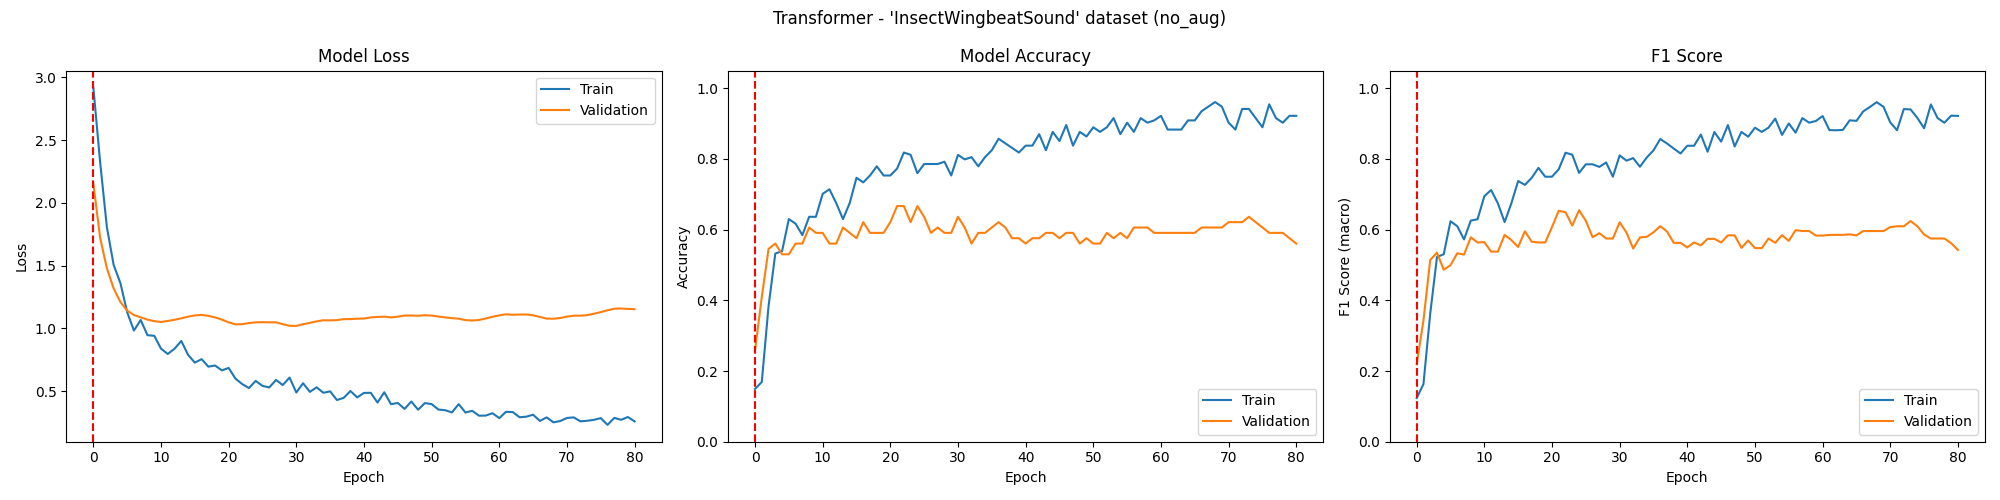 Transformer - 'InsectWingbeatSound' dataset (no_aug)
Model Loss
3.0
2.5
2.0
1.5
1.0
0.5
Loss
0 10 20 30 40 50 60 70 80
Epoch
Train
Validation
Model Accuracy
1.0
0.8
0.6
0.4
0.2
0.0
Accuracy
0 10 20 30 40 50 60 70 80
Epoch
Train
Validation
F1 Score
1.0
0.8
0.6
0.4
0.2
0.0
F1 Score (macro)
0 10 20 30 40 50 60 70 80
Epoch
Train
Validation